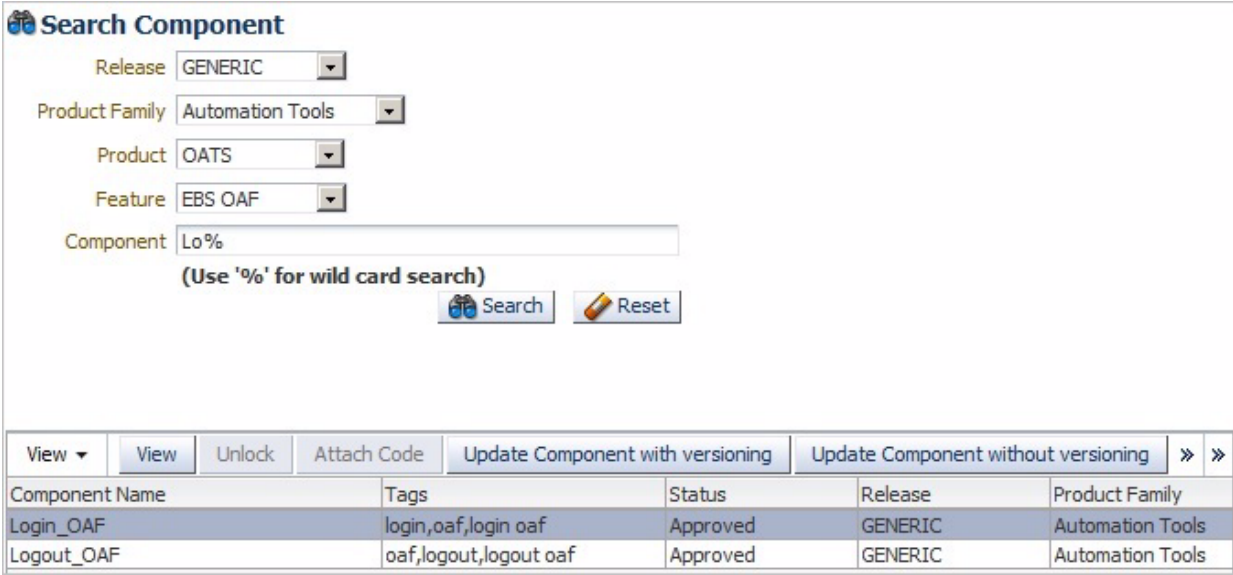 Search Component
Release GENERIC
Product Family Automation Tools
Product OATS
Feature EBS OAF
Component Lo%
(Use '%' for wild card search)
Search Reset
View View Unlock Attach Code Update Component with versioning Update Component without versioning » »
Component Name Tags Status Release Product Family
Login_OAF login,oaf,login oaf Approved GENERIC Automation Tools
Logout_OAF oaf,logout,logout oaf Approved GENERIC Automation Tools